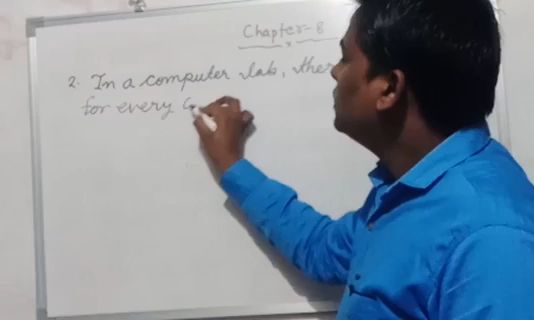 Chapter-8
2. In a computer lab, ther
for every